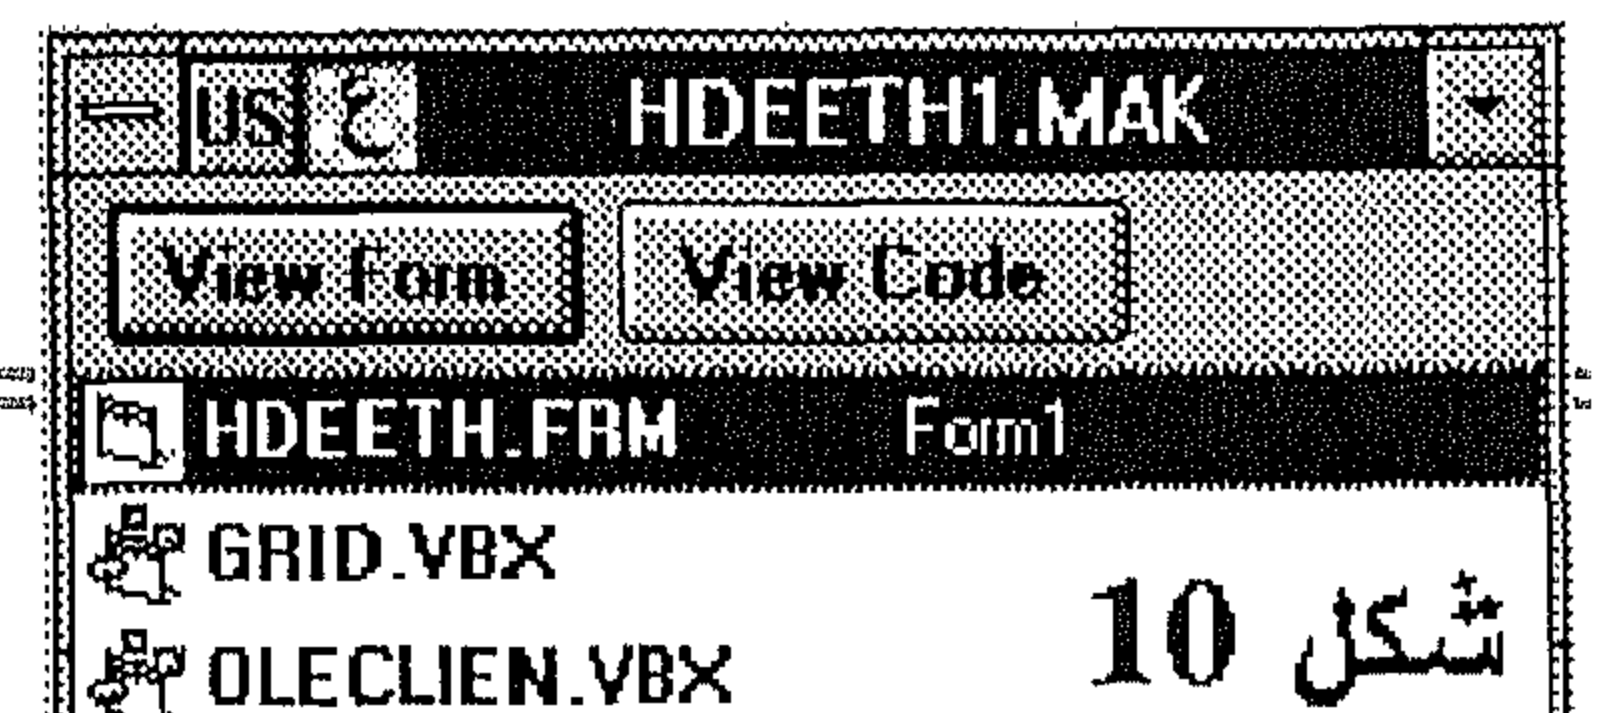 US ع HDEETH1.MAK
View Form View Code
HDEETH.FRM Form1
GRID.VBX
شكل 10
OLECLIEN.VBX